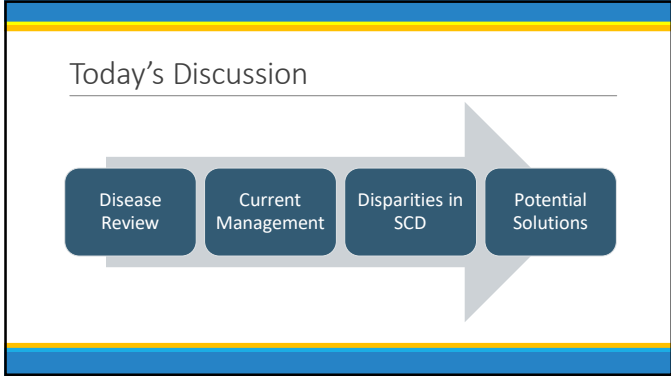 Today’s Discussion
Disease
Review
Current
Management
Disparities in
SCD
Potential
Solutions